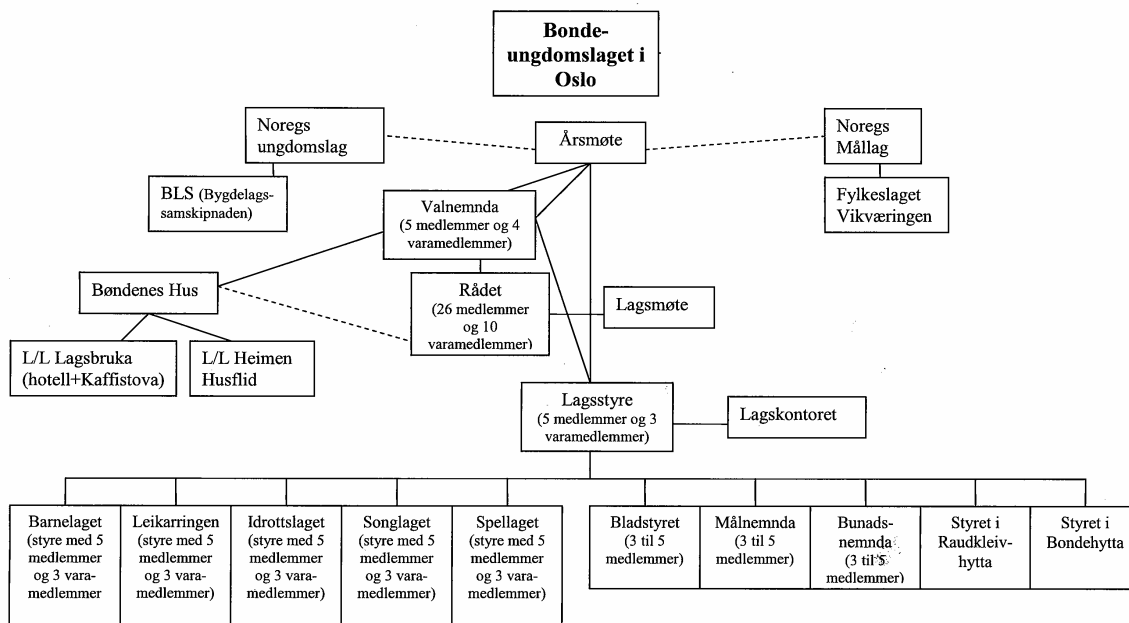 Bonde-
ungdomslaget i
Oslo
Noregs
ungdomslag
Årsmøte
Noregs
Mållag
BLS (Bygdelags-
samskipnaden)
Valnemnda
(5 medlemmer og 4
varamedlemmer)
Fylkeslaget
Vikværingen
Bøndenes Hus
Rådet
(26 medlemmer
og 10
varamedlemmer)
Lagsmøte
L/L Lagsbruka
(hotell+Kaffistova)
L/L Heimen
Husflid
Lagsstyre
(5 medlemmer og 3
varamedlemmer)
Lagskontoret
Barnelaget
(styre med 5
medlemmer
og 3 vara-
medlemmer
Leikarringen
(styre med 5
medlemmer
og 3 vara-
medlemmer)
Idrottslaget
(styre med 5
medlemmer
og 3 vara-
medlemmer)
Songlaget
(styre med 5
medlemmer
og 3 vara-
medlemmer)
Spellaget
(styre med 5
medlemmer
og 3 vara-
medlemmer)
Bladstyret
(3 til 5
medlemmer)
Målnemnda
(3 til 5
medlemmer)
Bunads-
nemnda
(3 til 5
medlemmer)
Styret i
Raudkleiv-
hytta
Styret i
Bondehytta